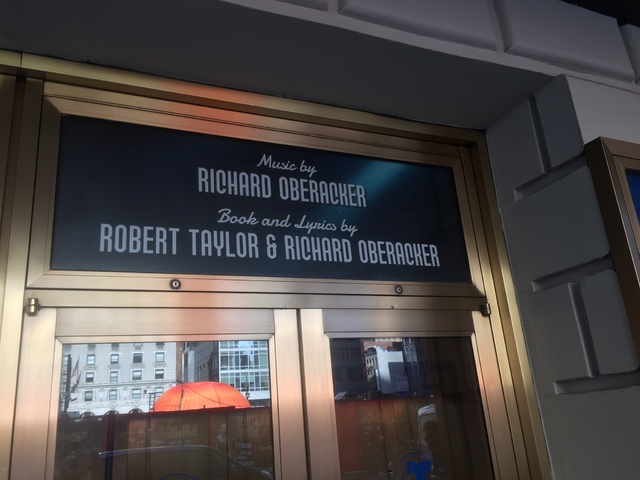 Music by
RICHARD OBERACKER
Book and Lyrics by
ROBERT TAYLOR & RICHARD OBERACKER